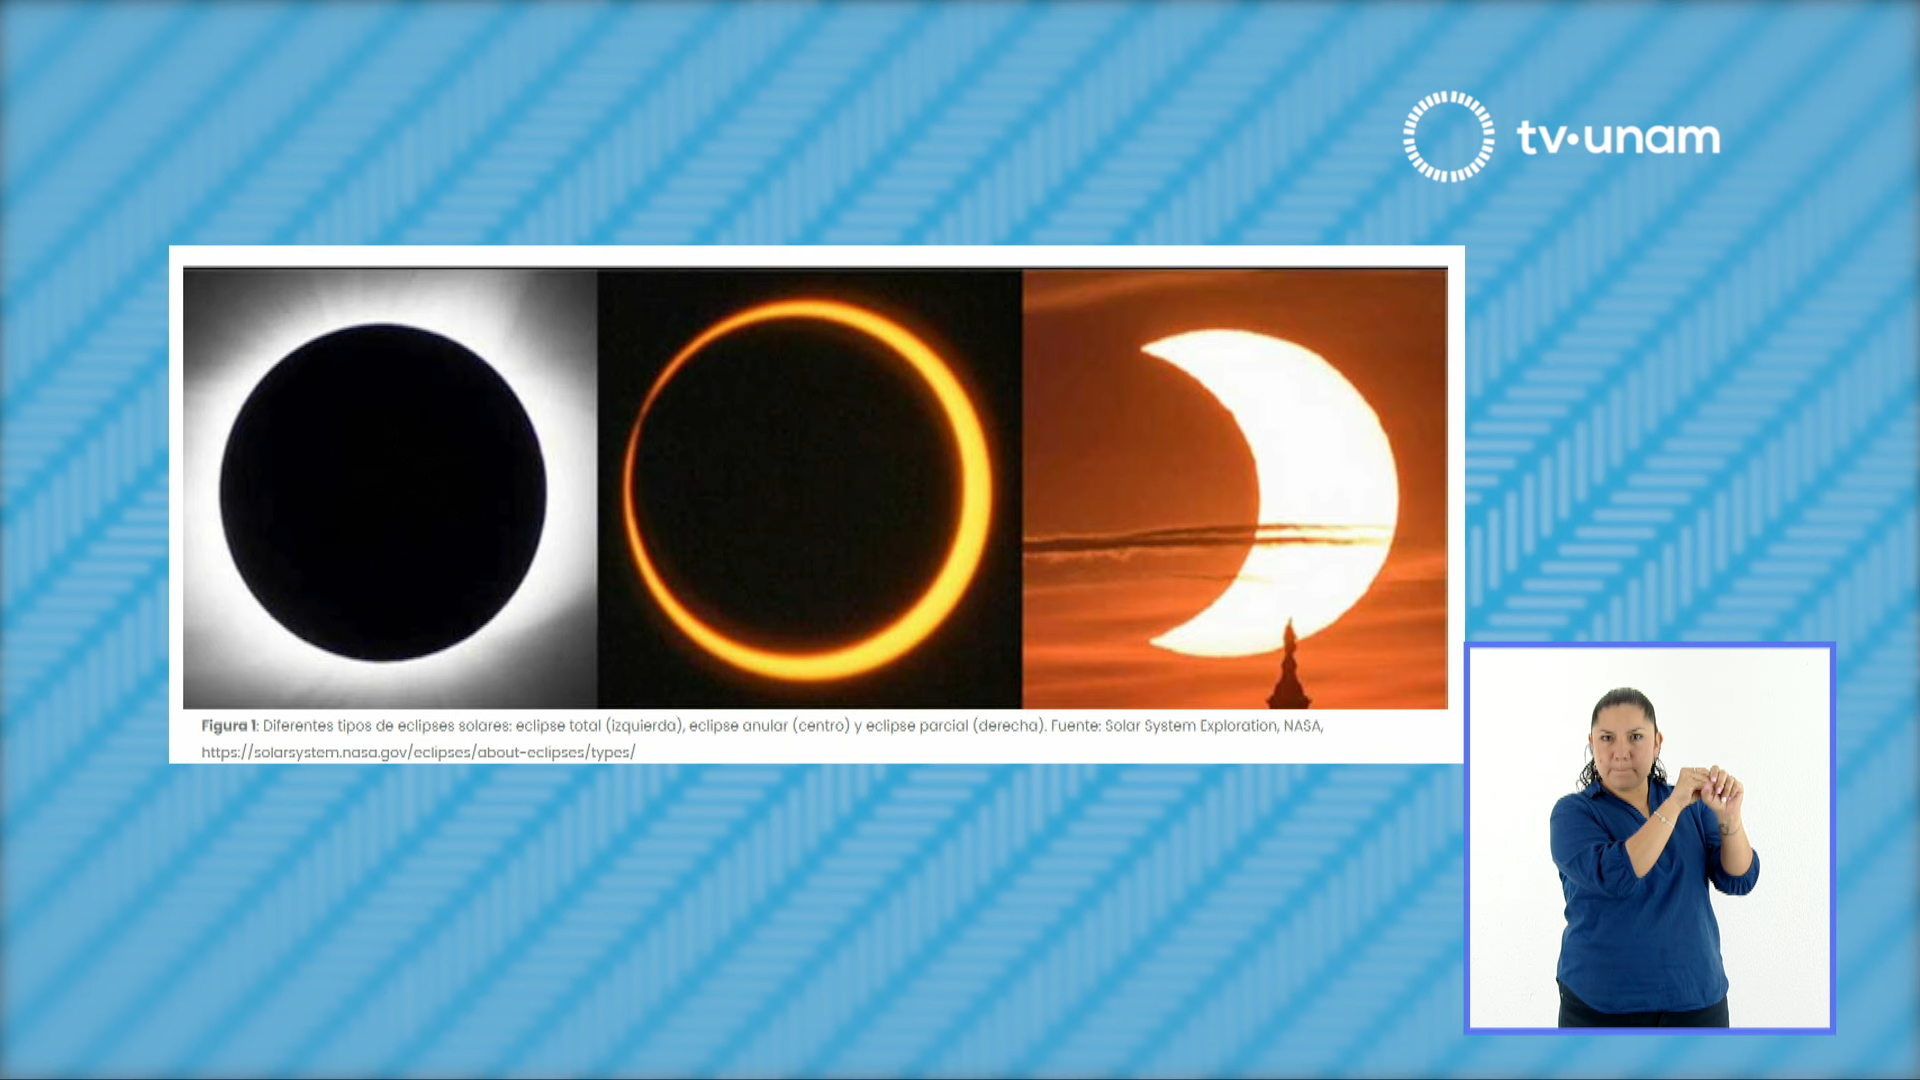 tv•unam
Figura 1: Diferentes tipos de eclipses solares: eclipse total (izquierda), eclipse anular (centro) y eclipse parcial (derecha). Fuente: Solar System Exploration, NASA,
https://solarsystem.nasa.gov/eclipses/about-eclipses/types/